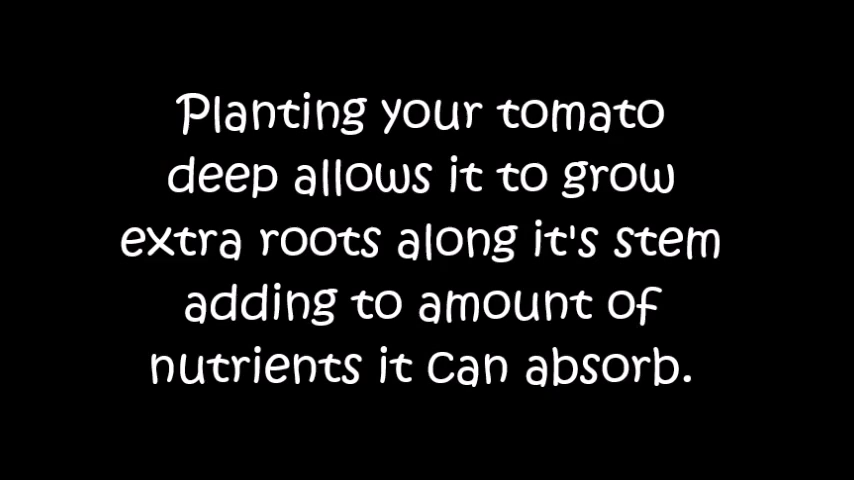 Planting your tomato
deep allows it to grow
extra roots along it's stem
adding to amount of
nutrients it can absorb.